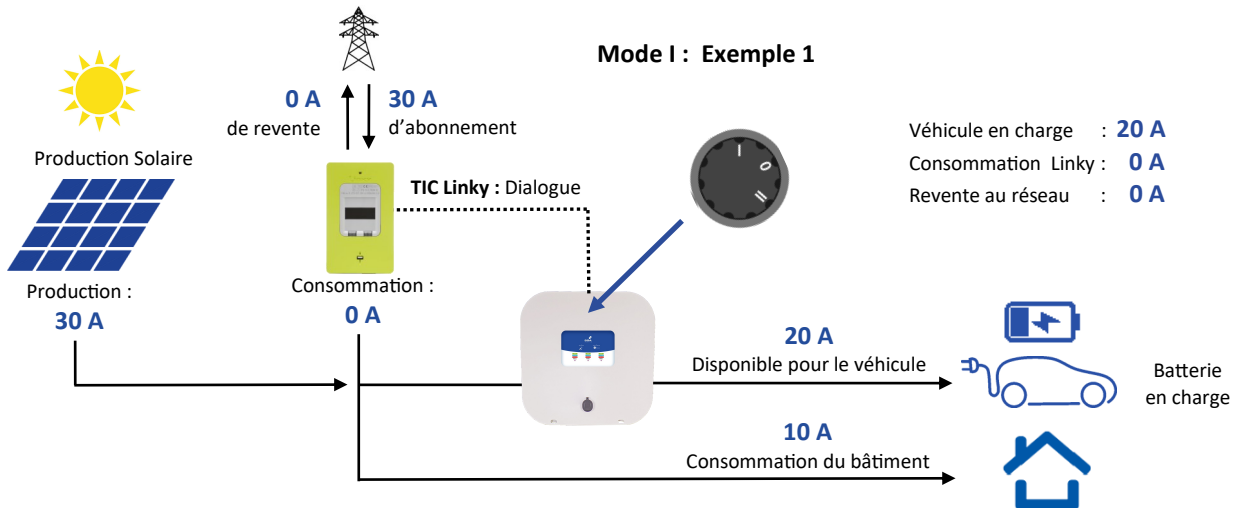 Mode I : Exemple 1
0 A
de revente
30 A
d’abonnement
Production Solaire
TIC Linky : Dialogue
I
O
II
Véhicule en charge : 20 A
Consommation Linky : 0 A
Revente au réseau : 0 A
Production :
30 A
Consommation :
0 A
20 A
Disponible pour le véhicule
Batterie
en charge
10 A
Consommation du bâtiment